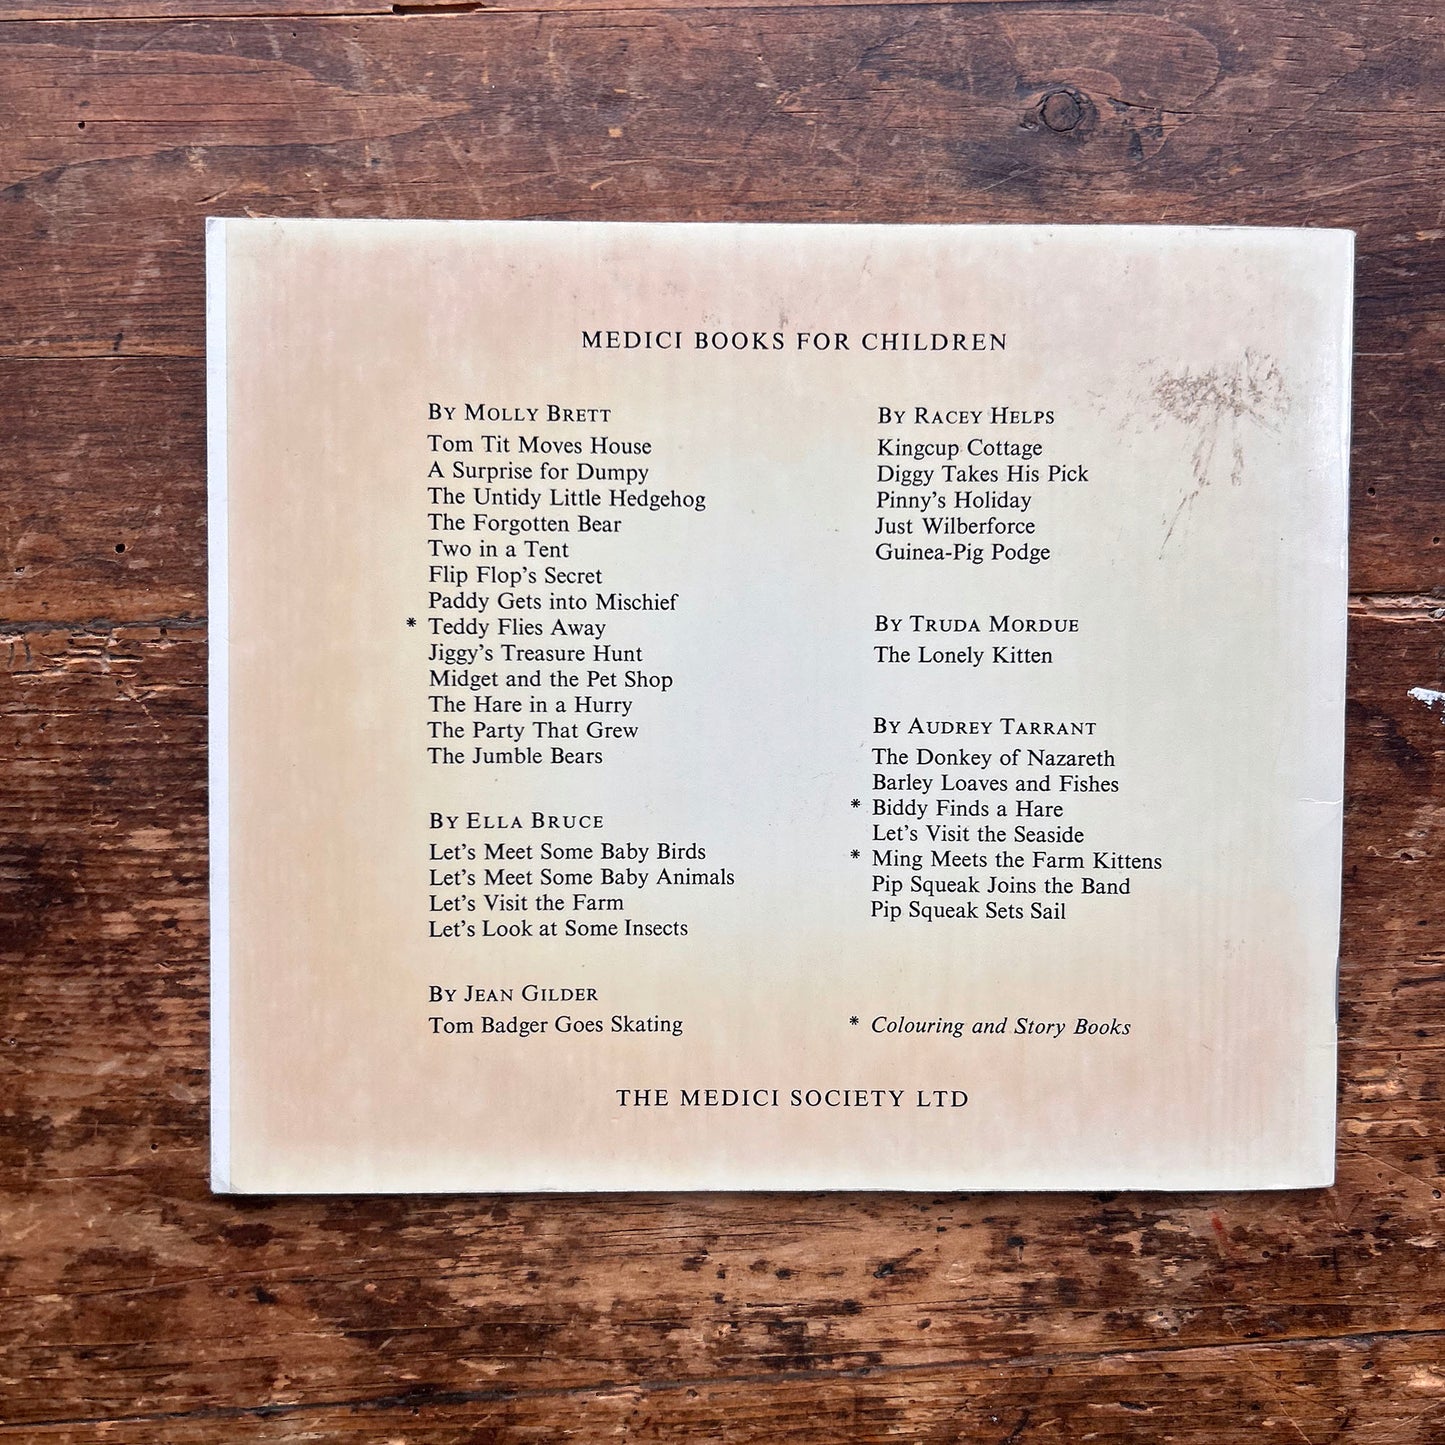 MEDICI BOOKS FOR CHILDREN
BY MOLLY BRETT
Tom Tit Moves House
A Surprise for Dumpy
The Untidy Little Hedgehog
The Forgotten Bear
Two in a Tent
Flip Flop's Secret
Paddy Gets into Mischief
* Teddy Flies Away
Jiggy's Treasure Hunt
Midget and the Pet Shop
The Hare in a Hurry
The Party That Grew
The Jumble Bears
BY ELLA BRUCE
Let's Meet Some Baby Birds
Let's Meet Some Baby Animals
Let's Visit the Farm
Let's Look at Some Insects
BY JEAN GILDER
Tom Badger Goes Skating
BY RACEY HELPS
Kingcup Cottage
Diggy Takes His Pick
Pinny's Holiday
Just Wilberforce
Guinea-Pig Podge
BY TRUDA MORDUE
The Lonely Kitten
BY AUDREY TARRANT
The Donkey of Nazareth
Barley Loaves and Fishes
* Biddy Finds a Hare
Let's Visit the Seaside
* Ming Meets the Farm Kittens
Pip Squeak Joins the Band
Pip Squeak Sets Sail
* Colouring and Story Books
THE MEDICI SOCIETY LTD